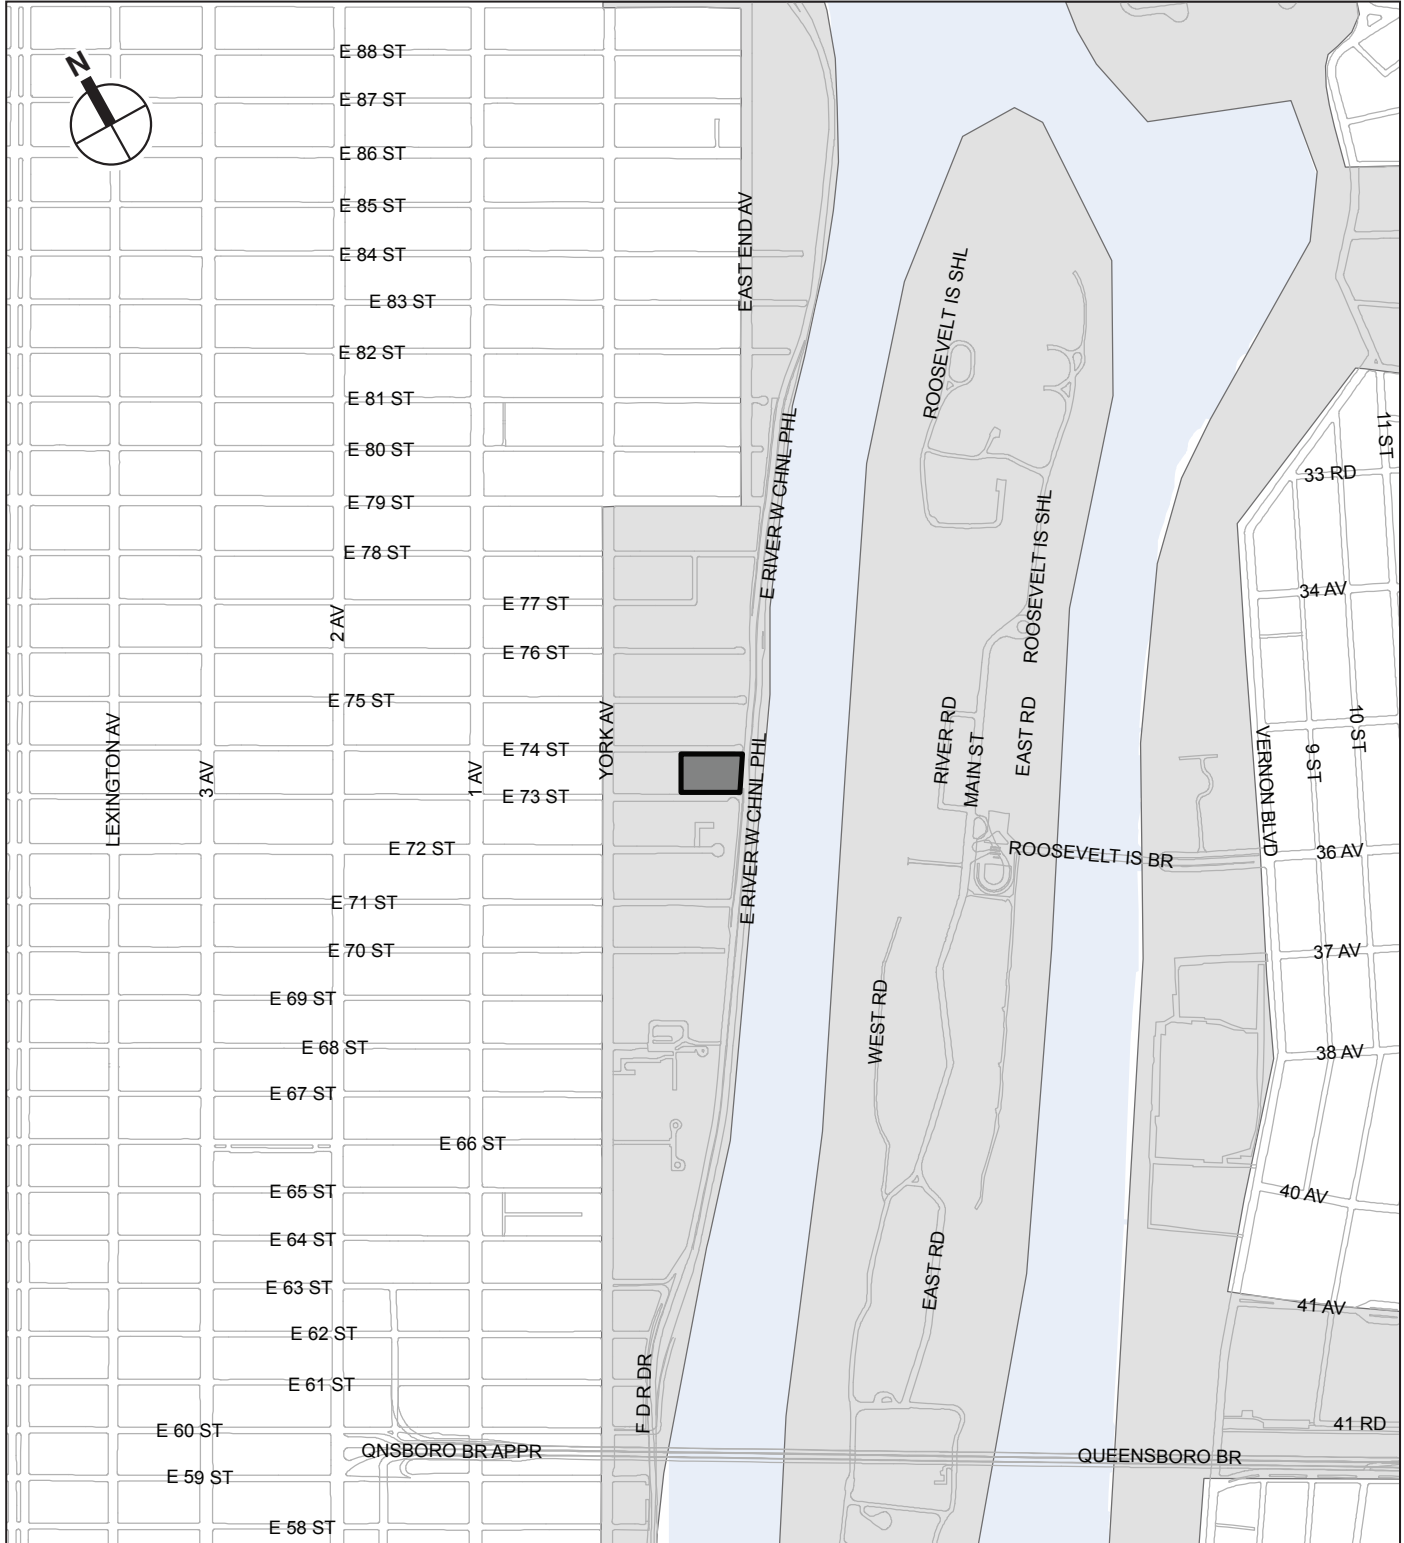 N
E 88 ST
E 87 ST
E 86 ST
E 85 ST
EAST END AV
E 84 ST
E 83 ST
ROOSEVELT IS SHL
E 82 ST
E 81 ST
11 ST
E 80 ST
33 RD
E RIVER W CHNL PHL
E 79 ST
E 78 ST
ROOSEVELT IS SHL
34 AV
E 77 ST
2 AV
E 76 ST
E 75 ST
YORK AV
RIVER RD
EAST RD
10 ST
E 74 ST
LEXINGTON AV
3 AV
1 AV
MAIN ST
9 ST
VERNON BLVD
E 73 ST
E RIVER W CHNL PHL
E 72 ST
ROOSEVELT IS BR
36 AV
E 71 ST
E 70 ST
37 AV
E 69 ST
WEST RD
E 68 ST
38 AV
E 67 ST
E 66 ST
E 65 ST
40 AV
E 64 ST
EAST RD
E 63 ST
41 AV
E 62 ST
E 61 ST
F D R DR
E 60 ST
41 RD
QNSBORO BR APPR
QUEENSBORO BR
E 59 ST
E 58 ST